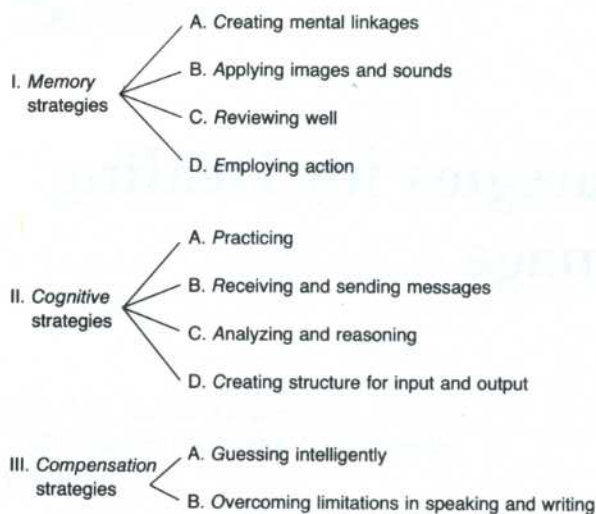 A. Creating mental linkages
B. Applying images and sounds
I. Memory
strategies
C. Reviewing well
D. Employing action
A. Practicing
B. Receiving and sending messages
II. Cognitive
strategies
C. Analyzing and reasoning
D. Creating structure for input and output
A. Guessing intelligently
III. Compensation
strategies
B. Overcoming limitations in speaking and writing